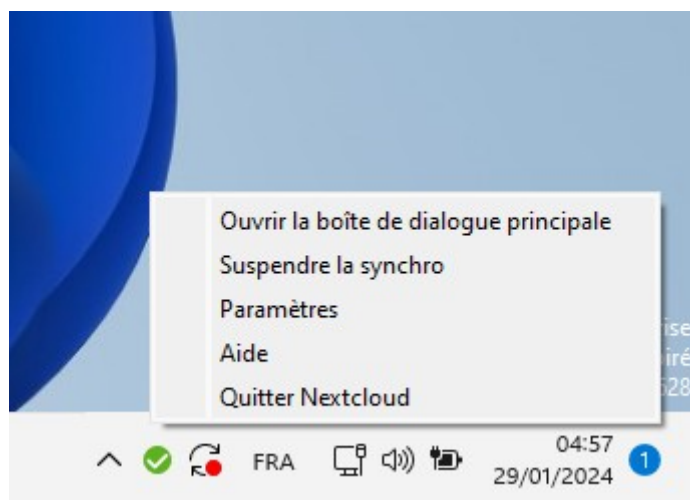 Ouvrir la boîte de dialogue principale
Suspendre la synchro
Paramètres
Aide
Quitter Nextcloud
FRA
04:57
29/01/2024
1